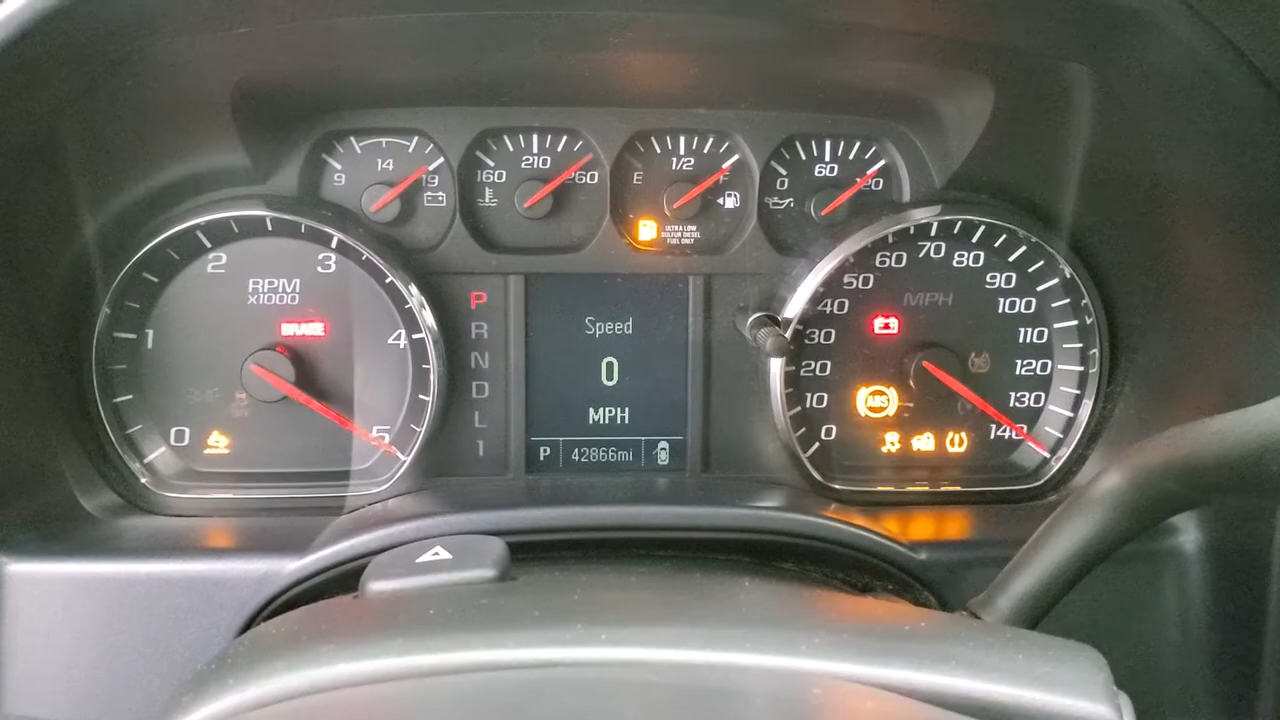 9 14 19
160 210 260
E 1/2 F
ULTRA LOW
SULFUR DIESEL
FUEL ONLY
0 60 120
0 1 2 3 4 5
RPM
x1000
BRAKE
P
R
N
D
L
1
Speed
0
MPH
P 42866mi
0 10 20 30 40 50 60 70 80 90 100 110 120 130 140
MPH
ABS